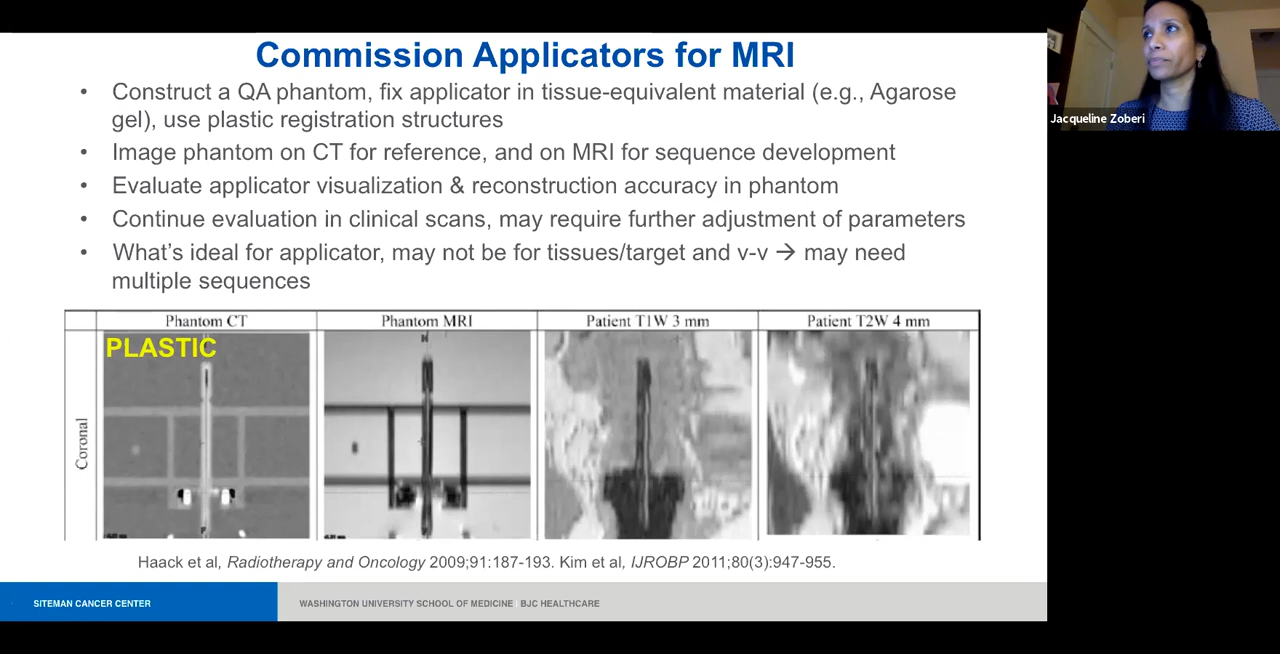 Commission Applicators for MRI
• Construct a QA phantom, fix applicator in tissue-equivalent material (e.g., Agarose
gel), use plastic registration structures
• Image phantom on CT for reference, and on MRI for sequence development
• Evaluate applicator visualization & reconstruction accuracy in phantom
• Continue evaluation in clinical scans, may require further adjustment of parameters
• What's ideal for applicator, may not be for tissues/target and v-v → may need
multiple sequences
Phantom CT
Phantom MRI
Patient T1W 3 mm
Patient T2W 4 mm
PLASTIC
Coronal
H
F
Haack et al, Radiotherapy and Oncology 2009;91:187-193. Kim et al, IJROBP 2011;80(3):947-955.
SITEMAN CANCER CENTER
WASHINGTON UNIVERSITY SCHOOL OF MEDICINE | BJC HEALTHCARE
Jacqueline Zoberi